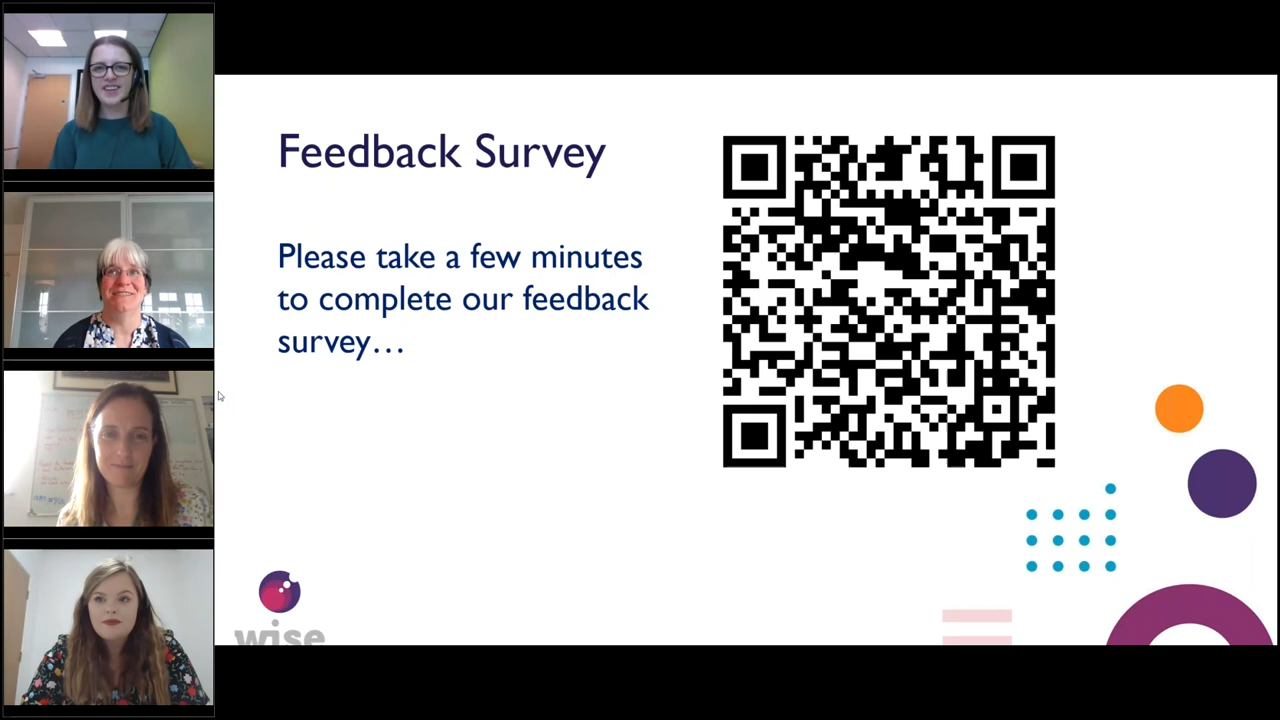 Feedback Survey
Please take a few minutes
to complete our feedback
survey…
wise